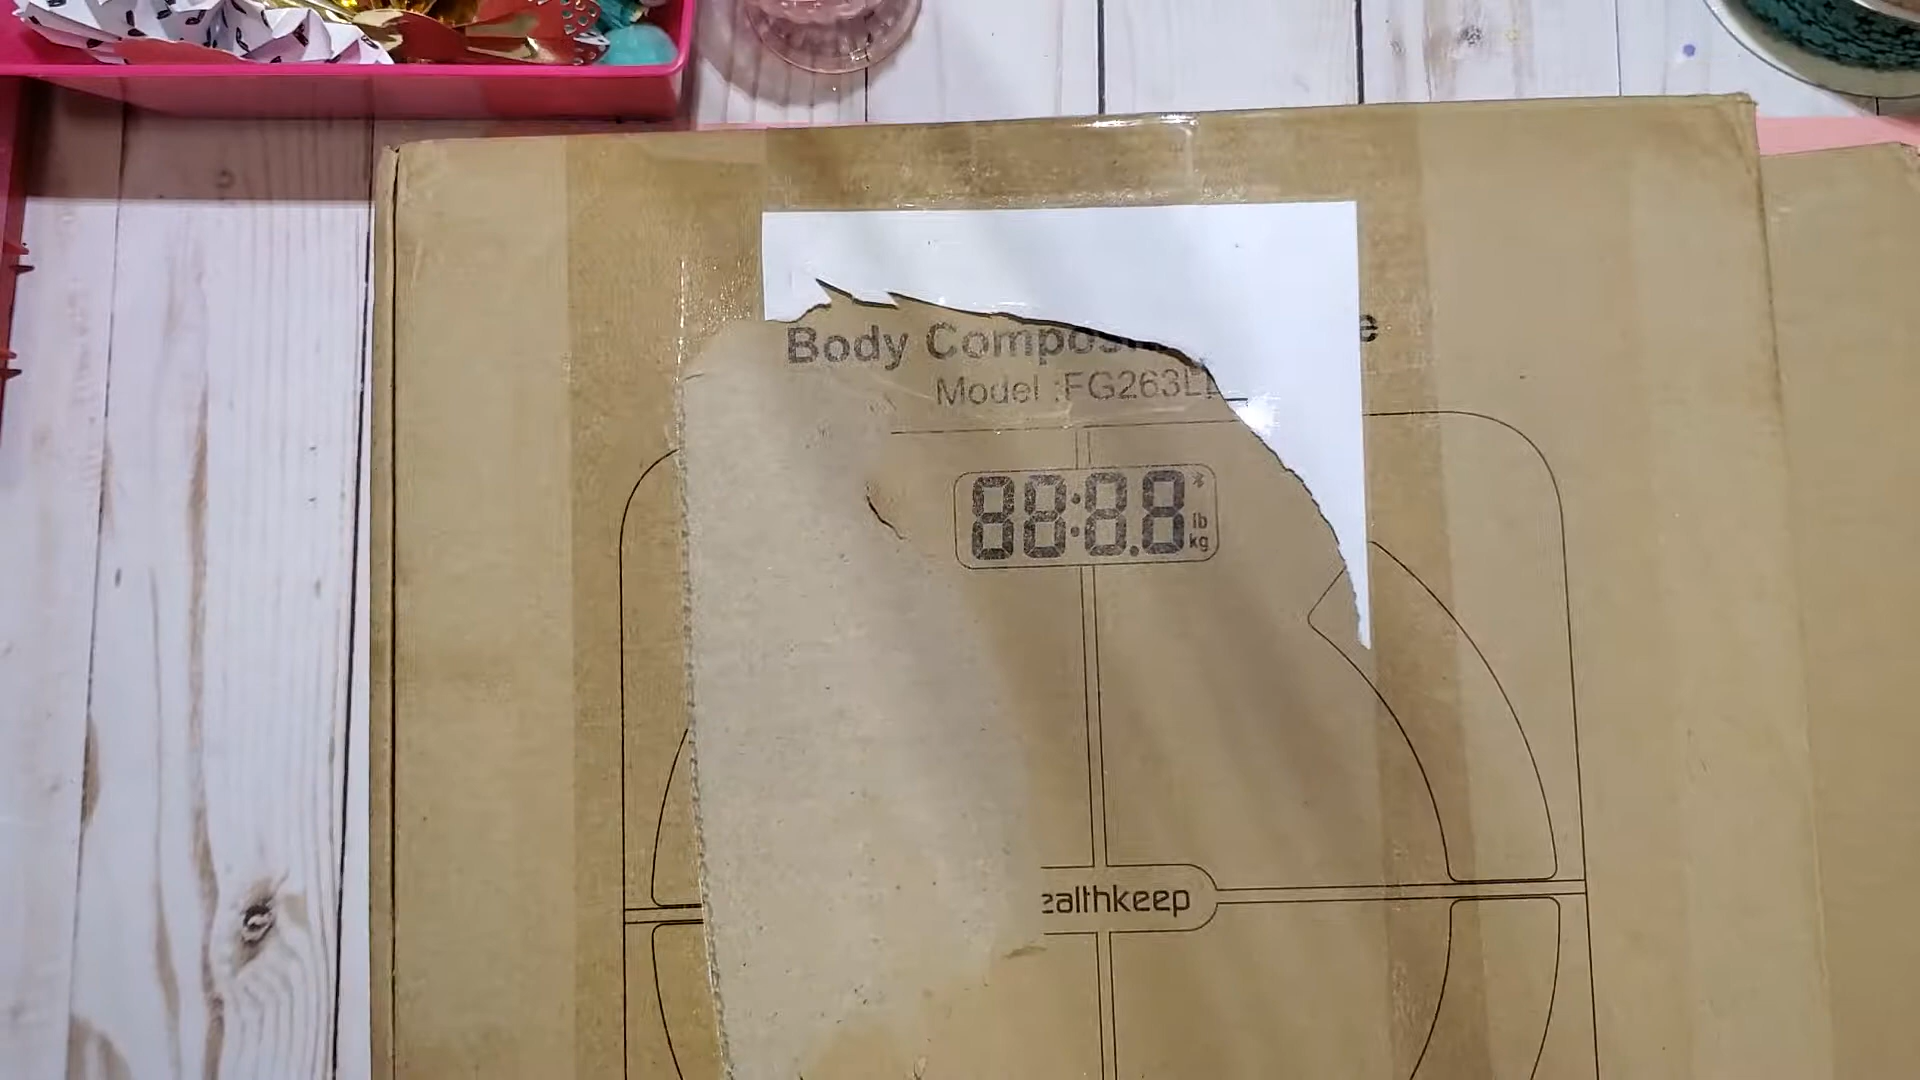 Body Compos
e
Model :FG263L
88:8.8
lb
kg
ealthkeep